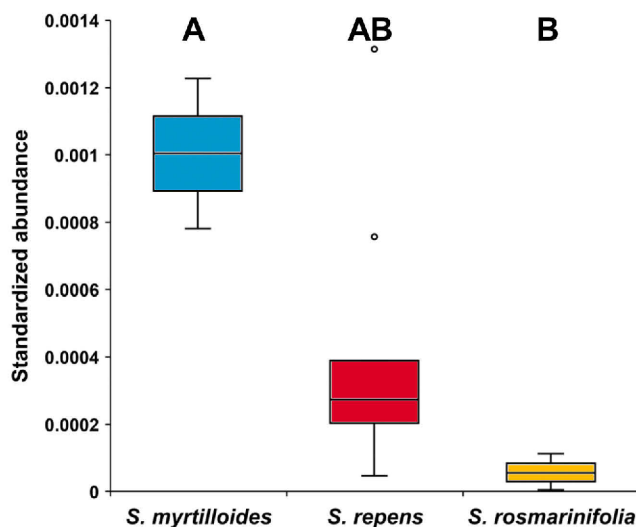 A AB B
Standardized abundance
0.0014
0.0012
0.001
0.0008
0.0006
0.0004
0.0002
0
S. myrtilloides S. repens S. rosmarinifolia